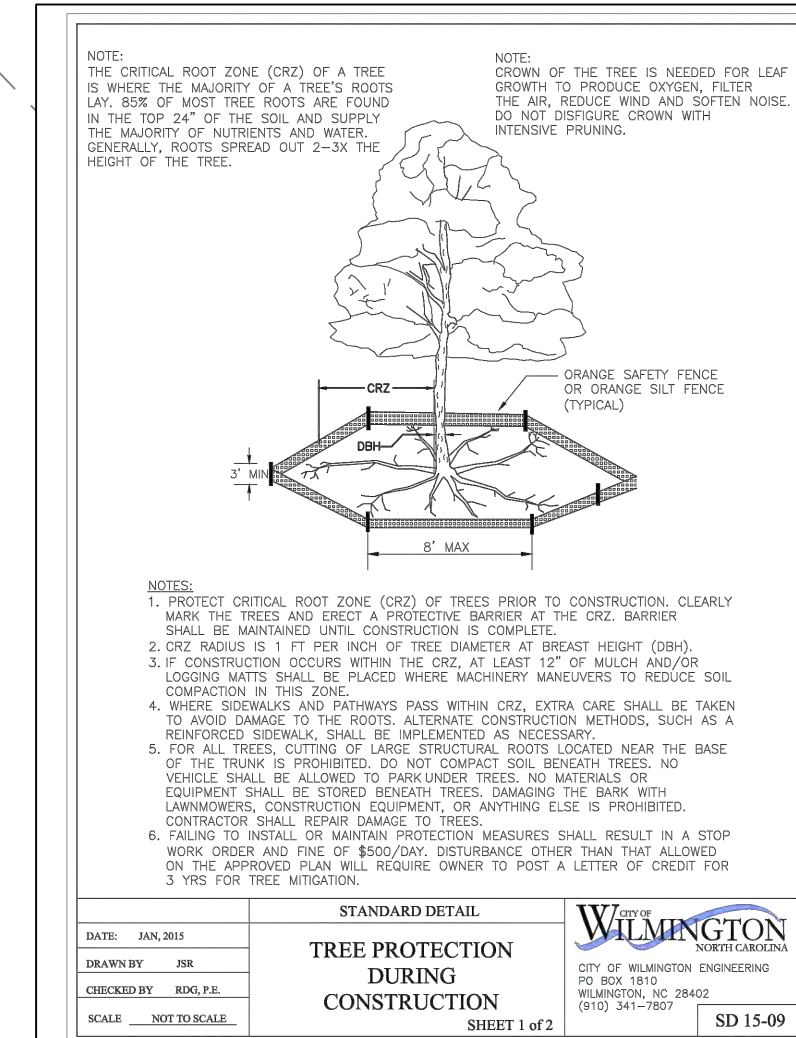 NOTE:
THE CRITICAL ROOT ZONE (CRZ) OF A TREE
IS WHERE THE MAJORITY OF A TREE'S ROOTS
LAY. 85% OF MOST TREE ROOTS ARE FOUND
IN THE TOP 24" OF THE SOIL AND SUPPLY
THE MAJORITY OF NUTRIENTS AND WATER.
GENERALLY, ROOTS SPREAD OUT 2-3X THE
HEIGHT OF THE TREE.
NOTE:
CROWN OF THE TREE IS NEEDED FOR LEAF
GROWTH TO PRODUCE OXYGEN, FILTER
THE AIR, REDUCE WIND AND SOFTEN NOISE.
DO NOT DISFIGURE CROWN WITH
INTENSIVE PRUNING.
CRZ
ORANGE SAFETY FENCE
OR ORANGE SILT FENCE
(TYPICAL)
DBH
3' MIN
8' MAX
NOTES:
1. PROTECT CRITICAL ROOT ZONE (CRZ) OF TREES PRIOR TO CONSTRUCTION. CLEARLY
MARK THE TREES AND ERECT A PROTECTIVE BARRIER AT THE CRZ. BARRIER
SHALL BE MAINTAINED UNTIL CONSTRUCTION IS COMPLETE.
2. CRZ RADIUS IS 1 FT PER INCH OF TREE DIAMETER AT BREAST HEIGHT (DBH).
3. IF CONSTRUCTION OCCURS WITHIN THE CRZ, AT LEAST 12" OF MULCH AND/OR
LOGGING MATTS SHALL BE PLACED WHERE MACHINERY MANEUVERS TO REDUCE SOIL
COMPACTION IN THIS ZONE.
4. WHERE SIDEWALKS AND PATHWAYS PASS WITHIN CRZ, EXTRA CARE SHALL BE TAKEN
TO AVOID DAMAGE TO THE ROOTS. ALTERNATE CONSTRUCTION METHODS, SUCH AS A
REINFORCED SIDEWALK, SHALL BE IMPLEMENTED AS NECESSARY.
5. FOR ALL TREES, CUTTING OF LARGE STRUCTURAL ROOTS LOCATED NEAR THE BASE
OF THE TRUNK IS PROHIBITED. DO NOT COMPACT SOIL BENEATH TREES. NO
VEHICLE SHALL BE ALLOWED TO PARK UNDER TREES. NO MATERIALS OR
EQUIPMENT SHALL BE STORED BENEATH TREES. DAMAGING THE BARK WITH
LAWNMOWERS, CONSTRUCTION EQUIPMENT, OR ANYTHING ELSE IS PROHIBITED.
CONTRACTOR SHALL REPAIR DAMAGE TO TREES.
6. FAILING TO INSTALL OR MAINTAIN PROTECTION MEASURES SHALL RESULT IN A STOP
WORK ORDER AND FINE OF $500/DAY. DISTURBANCE OTHER THAN THAT ALLOWED
ON THE APPROVED PLAN WILL REQUIRE OWNER TO POST A LETTER OF CREDIT FOR
3 YRS FOR TREE MITIGATION.
DATE: JAN, 2015
DRAWN BY JSR
CHECKED BY RDG, P.E.
SCALE NOT TO SCALE
STANDARD DETAIL
TREE PROTECTION
DURING
CONSTRUCTION
SHEET 1 of 2
CITY OF
WILMINGTON
NORTH CAROLINA
CITY OF WILMINGTON ENGINEERING
PO BOX 1810
WILMINGTON, NC 28402
(910) 341-7807
SD 15-09